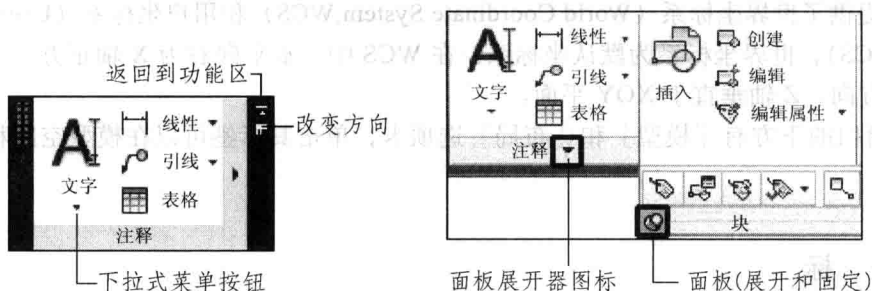 返回到功能区
改变方向
A
文字
线性
引线
表格
注释
下拉式菜单按钮
A
文字
线性
引线
表格
注释
插入
创建
编辑
编辑属性
块
面板展开器图标
面板(展开和固定)